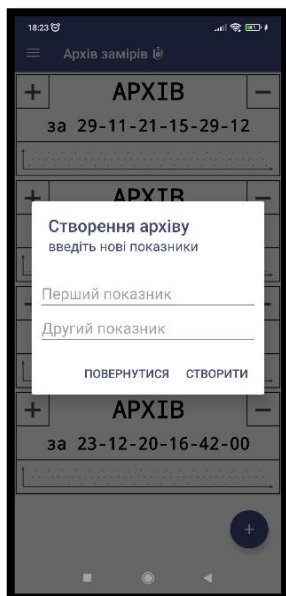 18:23
Архів замірів
+ АРХІВ −
за 29-11-21-15-29-12
+ АРХІВ −
Створення архіву
введіть нові показники
Перший показник
Другий показник
ПОВЕРНУТИСЯ СТВОРИТИ
+ АРХІВ −
за 23-12-20-16-42-00
+